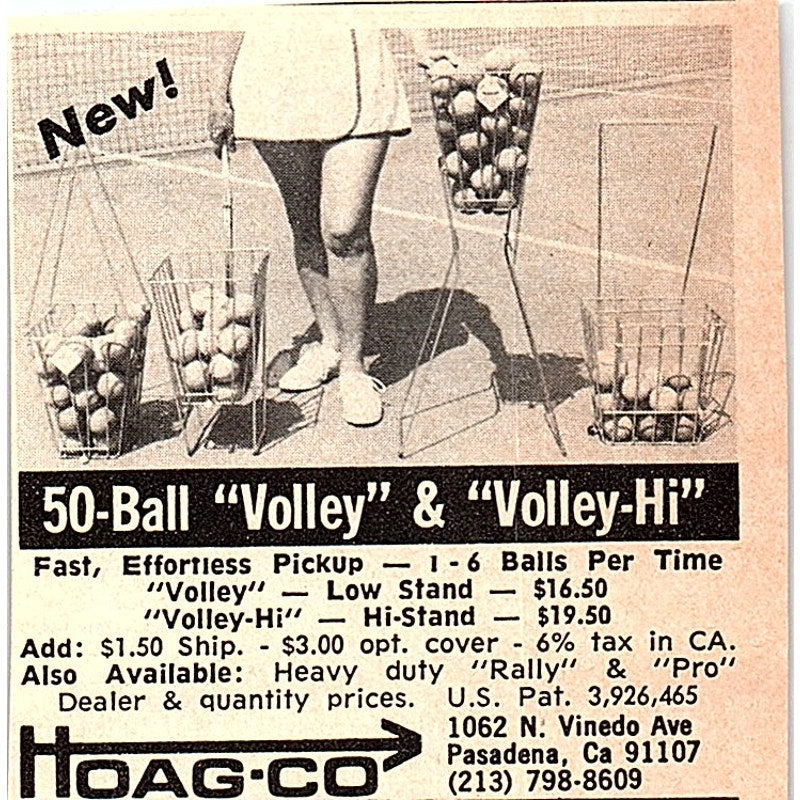 New!
50-Ball “Volley” & “Volley-Hi”
Fast, Effortless Pickup — 1 - 6 Balls Per Time
“Volley” — Low Stand — $16.50
“Volley-Hi” — Hi-Stand — $19.50
Add: $1.50 Ship. - $3.00 opt. cover - 6% tax in CA.
Also Available: Heavy duty “Rally” & “Pro”
Dealer & quantity prices. U.S. Pat. 3,926,465
HOAG-CO
1062 N. Vinedo Ave
Pasadena, Ca 91107
(213) 798-8609